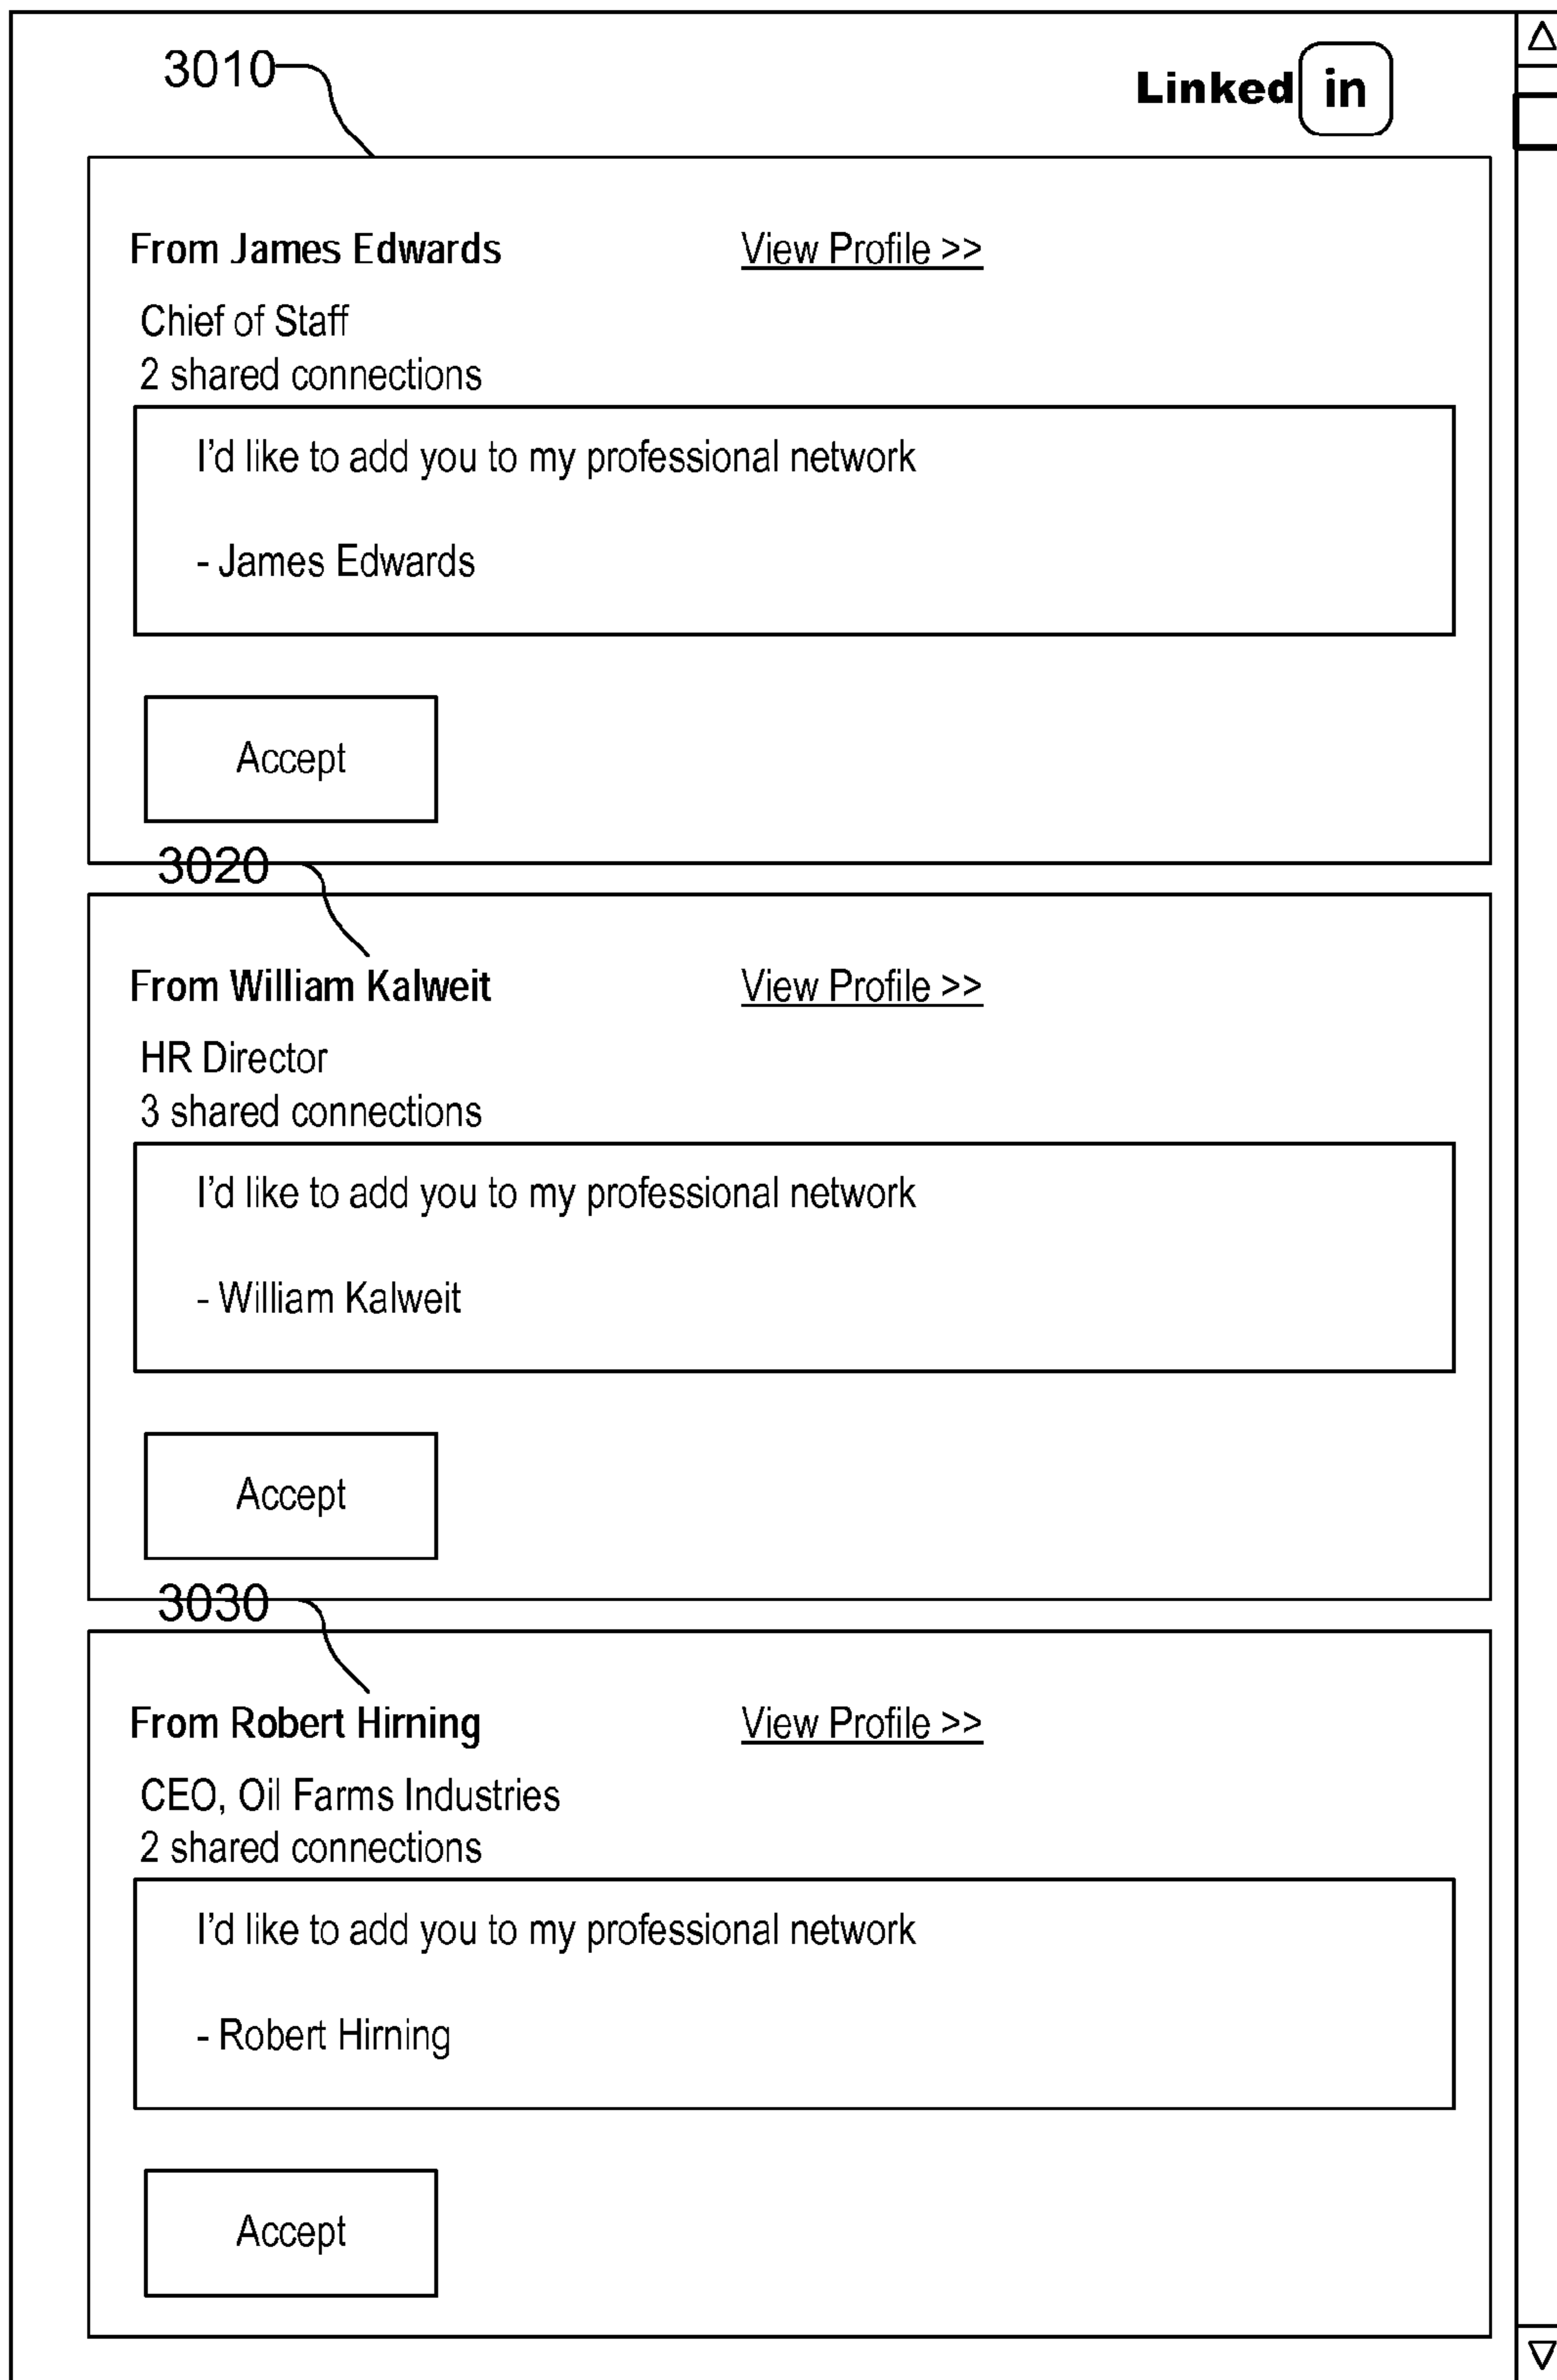 3010
Linked in
From James Edwards View Profile >>
Chief of Staff
2 shared connections
I'd like to add you to my professional network
- James Edwards
Accept
3020
From William Kalweit View Profile >>
HR Director
3 shared connections
I'd like to add you to my professional network
- William Kalweit
Accept
3030
From Robert Hirning View Profile >>
CEO, Oil Farms Industries
2 shared connections
I'd like to add you to my professional network
- Robert Hirning
Accept